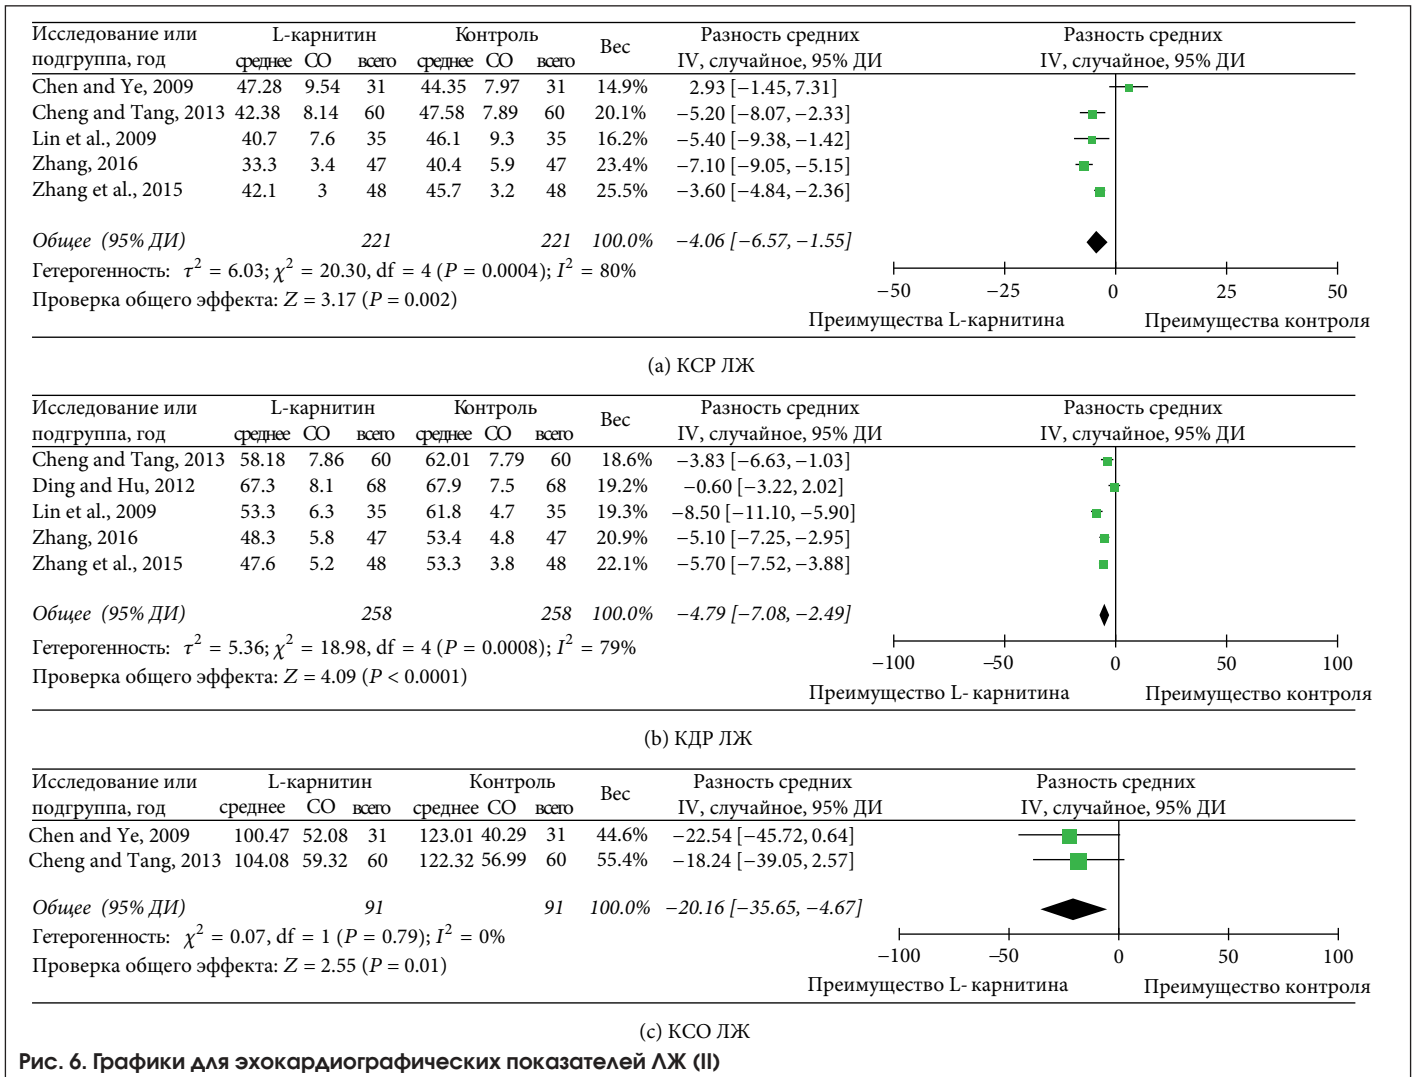 Исследование или L-карнитин Контроль Вес Разность средних Разность средних
подгруппа, год среднее СО всего среднее СО всего IV, случайное, 95% ДИ IV, случайное, 95% ДИ
Chen and Ye, 2009 47.28 9.54 31 44.35 7.97 31 14.9% 2.93 [−1.45, 7.31]
Cheng and Tang, 2013 42.38 8.14 60 47.58 7.89 60 20.1% −5.20 [−8.07, −2.33]
Lin et al., 2009 40.7 7.6 35 46.1 9.3 35 16.2% −5.40 [−9.38, −1.42]
Zhang, 2016 33.3 3.4 47 40.4 5.9 47 23.4% −7.10 [−9.05, −5.15]
Zhang et al., 2015 42.1 3 48 45.7 3.2 48 25.5% −3.60 [−4.84, −2.36]
Общее (95% ДИ) 221 221 100.0% −4.06 [−6.57, −1.55]
Гетерогенность: τ² = 6.03; χ² = 20.30, df = 4 (P = 0.0004); I² = 80%
−50 −25 0 25 50
Проверка общего эффекта: Z = 3.17 (P = 0.002)
Преимущества L-карнитина Преимущества контроля
(a) КСР ЛЖ
Исследование или L-карнитин Контроль Вес Разность средних Разность средних
подгруппа, год среднее СО всего среднее СО всего IV, случайное, 95% ДИ IV, случайное, 95% ДИ
Cheng and Tang, 2013 58.18 7.86 60 62.01 7.79 60 18.6% −3.83 [−6.63, −1.03]
Ding and Hu, 2012 67.3 8.1 68 67.9 7.5 68 19.2% −0.60 [−3.22, 2.02]
Lin et al., 2009 53.3 6.3 35 61.8 4.7 35 19.3% −8.50 [−11.10, −5.90]
Zhang, 2016 48.3 5.8 47 53.4 4.8 47 20.9% −5.10 [−7.25, −2.95]
Zhang et al., 2015 47.6 5.2 48 53.3 3.8 48 22.1% −5.70 [−7.52, −3.88]
Общее (95% ДИ) 258 258 100.0% −4.79 [−7.08, −2.49]
Гетерогенность: τ² = 5.36; χ² = 18.98, df = 4 (P = 0.0008); I² = 79%
−100 −50 0 50 100
Проверка общего эффекта: Z = 4.09 (P < 0.0001)
Преимущество L- карнитина Преимущество контроля
(b) КДР ЛЖ
Исследование или L-карнитин Контроль Вес Разность средних Разность средних
подгруппа, год среднее СО всего среднее СО всего IV, случайное, 95% ДИ IV, случайное, 95% ДИ
Chen and Ye, 2009 100.47 52.08 31 123.01 40.29 31 44.6% −22.54 [−45.72, 0.64]
Cheng and Tang, 2013 104.08 59.32 60 122.32 56.99 60 55.4% −18.24 [−39.05, 2.57]
Общее (95% ДИ) 91 91 100.0% −20.16 [−35.65, −4.67]
Гетерогенность: χ² = 0.07, df = 1 (P = 0.79); I² = 0%
−100 −50 0 50 100
Проверка общего эффекта: Z = 2.55 (P = 0.01)
Преимущество L- карнитина Преимущество контроля
(c) КСО ЛЖ
Рис. 6. Графики для эхокардиографических показателей ЛЖ (II)